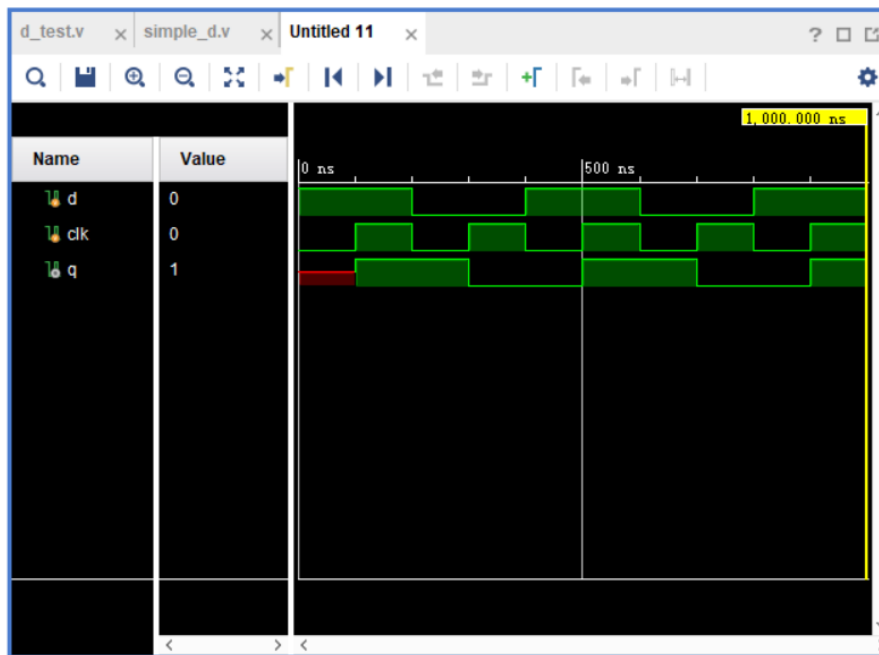 d_test.v × simple_d.v × Untitled 11 ×
?
1,000.000 ns
Name Value
0 ns 500 ns
d 0
clk 0
q 1